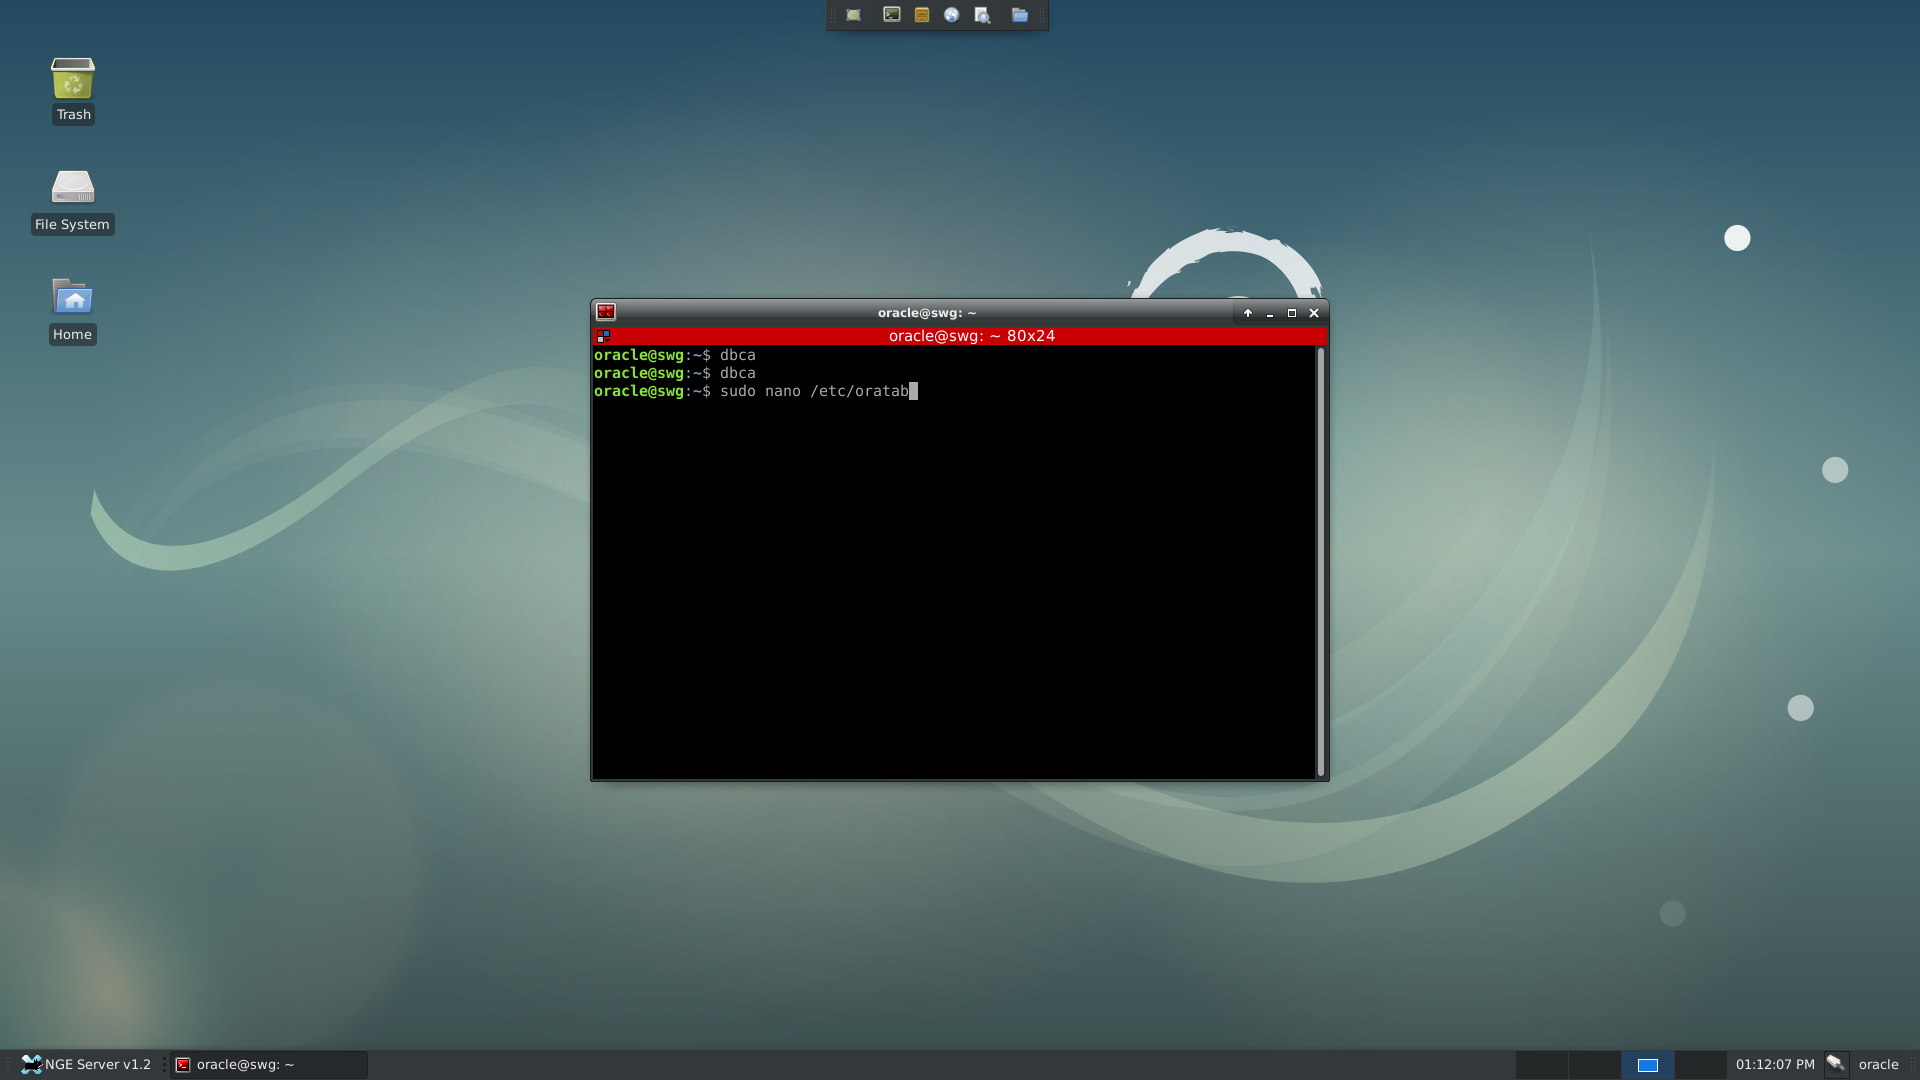 Trash
File System
Home
oracle@swg: ~
oracle@swg: ~ 80x24
oracle@swg:~$ dbca
oracle@swg:~$ dbca
oracle@swg:~$ sudo nano /etc/oratab
NGE Server v1.2
oracle@swg: ~
01:12:07 PM
oracle